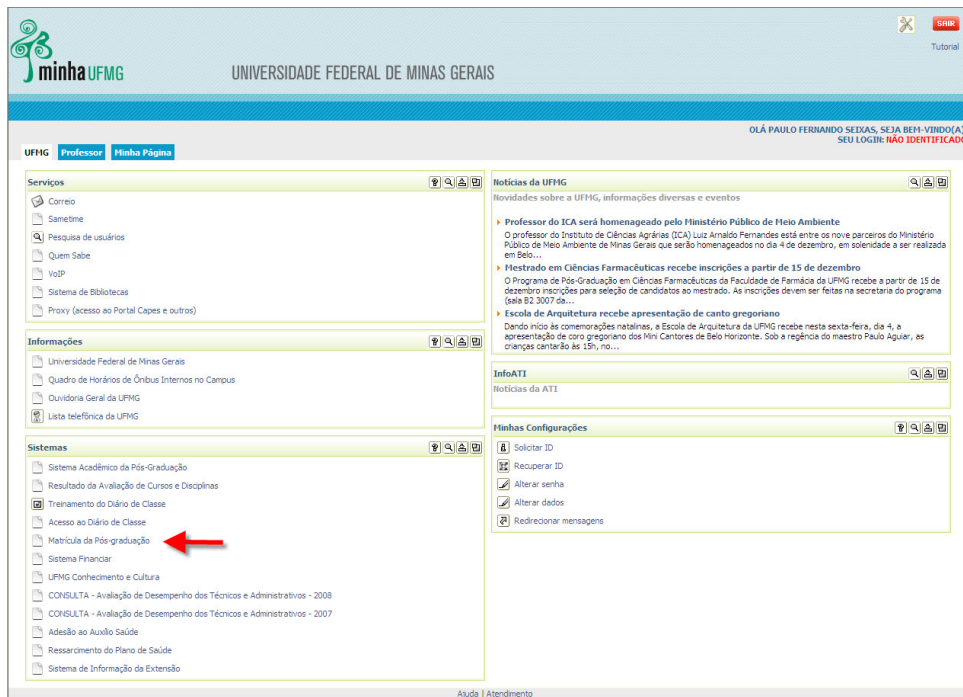 SAIR
Tutorial
minha UFMG
UNIVERSIDADE FEDERAL DE MINAS GERAIS
OLÁ PAULO FERNANDO SEIXAS, SEJA BEM-VINDO(A)
SEU LOGIN: NÃO IDENTIFICADO
UFMG Professor Minha Página
Serviços
Correio
Sametime
Pesquisa de usuários
Quem Sabe
VoIP
Sistema de Bibliotecas
Proxy (acesso ao Portal Capes e outros)
Informações
Universidade Federal de Minas Gerais
Quadro de Horários de Ônibus Internos no Campus
Ouvidoria Geral da UFMG
Lista telefônica da UFMG
Sistemas
Sistema Acadêmico da Pós-Graduação
Resultado da Avaliação de Cursos e Disciplinas
Treinamento do Diário de Classe
Acesso ao Diário de Classe
Matrícula da Pós-graduação
Sistema Financiar
UFMG Conhecimento e Cultura
CONSULTA - Avaliação de Desempenho dos Técnicos e Administrativos - 2008
CONSULTA - Avaliação de Desempenho dos Técnicos e Administrativos - 2007
Adesão ao Auxílio Saúde
Ressarcimento do Plano de Saúde
Sistema de Informação da Extensão
Notícias da UFMG
Novidades sobre a UFMG, informações diversas e eventos
Professor do ICA será homenageado pelo Ministério Público de Meio Ambiente
O professor do Instituto de Ciências Agrárias (ICA) Luiz Arnaldo Fernandes está entre os nove parceiros do Ministério
Público de Meio Ambiente de Minas Gerais que serão homenageados no dia 4 de dezembro, em solenidade a ser realizada
em Belo...
Mestrado em Ciências Farmacêuticas recebe inscrições a partir de 15 de dezembro
O Programa de Pós-Graduação em Ciências Farmacêuticas da Faculdade de Farmácia da UFMG recebe a partir de 15 de
dezembro inscrições para seleção de candidatos ao mestrado. As inscrições devem ser feitas na secretaria do programa
(sala B2 3007 da...
Escola de Arquitetura recebe apresentação de canto gregoriano
Dando início às comemorações natalinas, a Escola de Arquitetura da UFMG recebe nesta sexta-feira, dia 4, a
apresentação de coro gregoriano dos Mini Cantores de Belo Horizonte. Sob a regência do maestro Paulo Aguiar, as
crianças cantarão às 15h, no...
InfoATI
Notícias da ATI
Minhas Configurações
Solicitar ID
Recuperar ID
Alterar senha
Alterar dados
Redirecionar mensagens
Ajuda | Atendimento